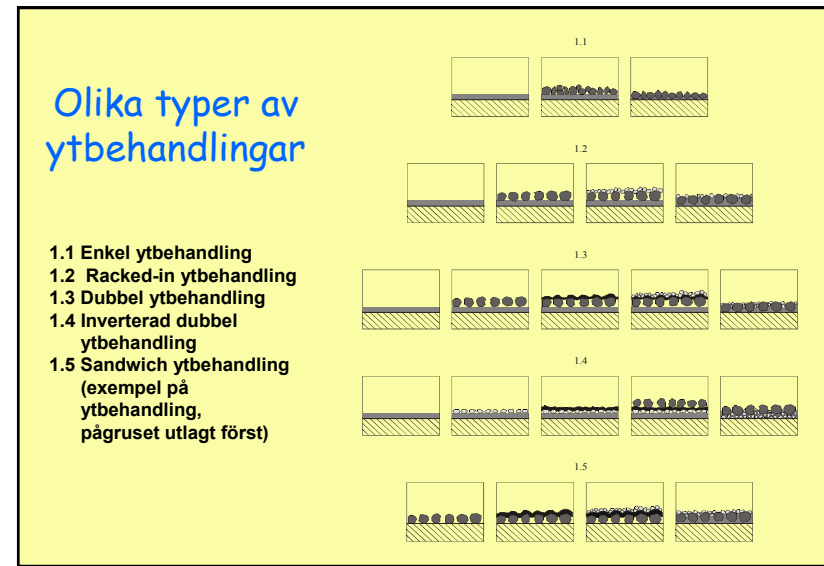 Olika typer av
ytbehandlingar
1.1 Enkel ytbehandling
1.2 Racked-in ytbehandling
1.3 Dubbel ytbehandling
1.4 Inverterad dubbel
ytbehandling
1.5 Sandwich ytbehandling
(exempel på
ytbehandling,
pågruset utlagt först)
1.1
1.2
1.3
1.4
1.5